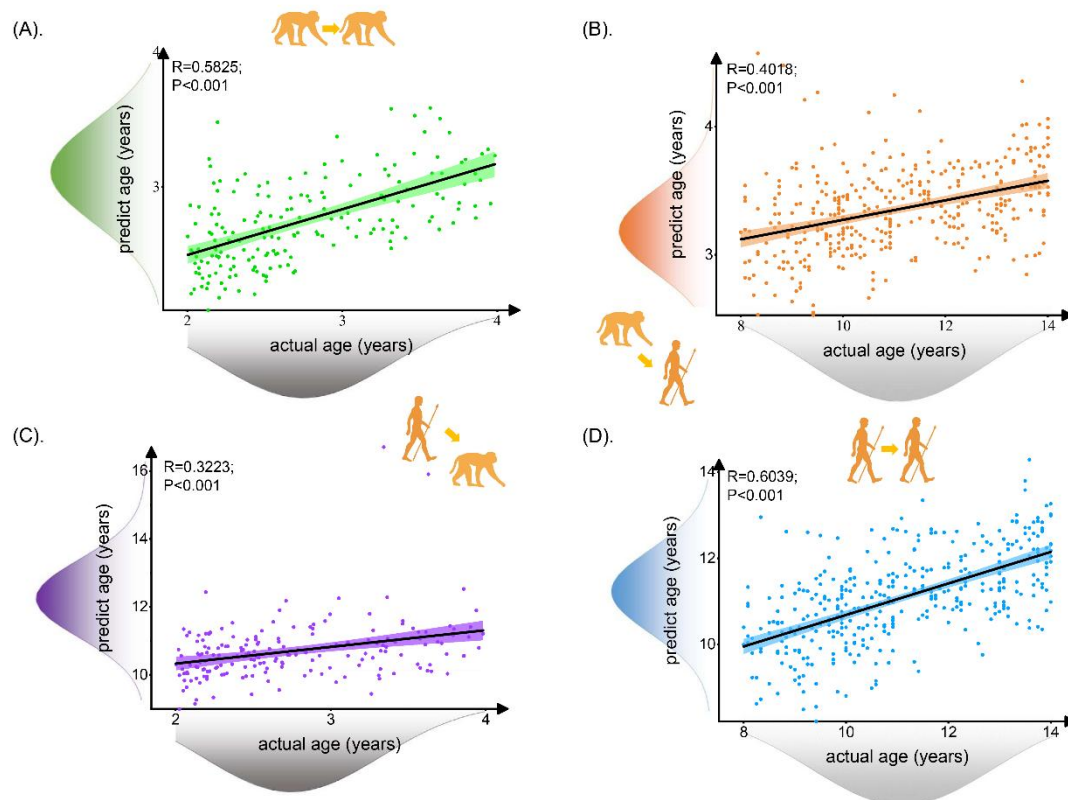 (A).
4
R=0.5825;
P<0.001
predict age (years)
3
2 3 4
actual age (years)
(B).
R=0.4018;
P<0.001
4
predict age (years)
3
8 10 12 14
actual age (years)
(C).
16
R=0.3223;
P<0.001
14
predict age (years)
12
10
2 3 4
actual age (years)
(D).
14
R=0.6039;
P<0.001
predict age (years)
12
10
8 10 12 14
actual age (years)